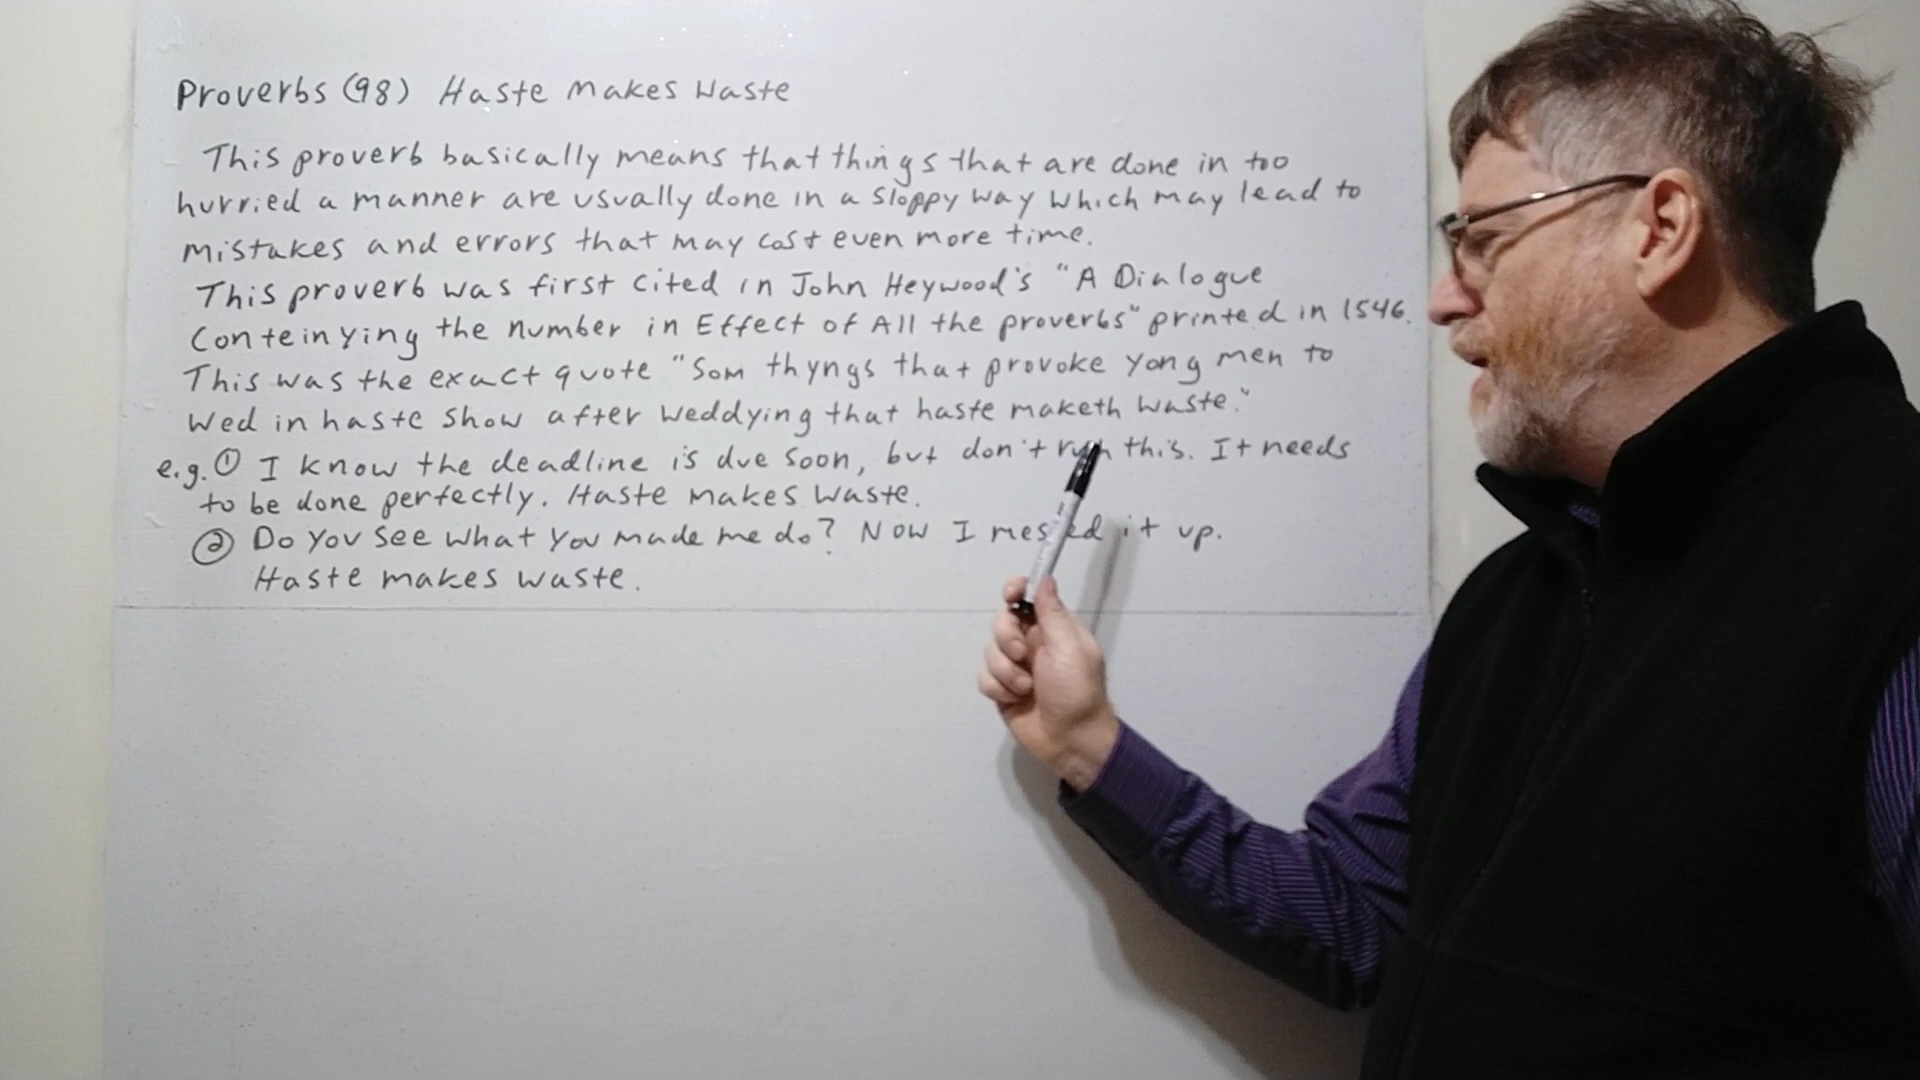 Proverbs (98) Haste Makes Waste
This proverb basically means that things that are done in too
hurried a manner are usually done in a sloppy way which may lead to
mistakes and errors that may cost even more time.
This proverb was first cited in John Heywood's "A Dialogue
Conteinying the number in Effect of All the proverbs" printed in 1546.
This was the exact quote "Som thyngs that provoke yong men to
wed in haste show after weddying that haste maketh waste."
e.g. ① I know the deadline is due soon, but don't this. It needs
to be done perfectly. Haste makes waste.
② Do you see what you made me do? Now I messed it up.
Haste makes waste.